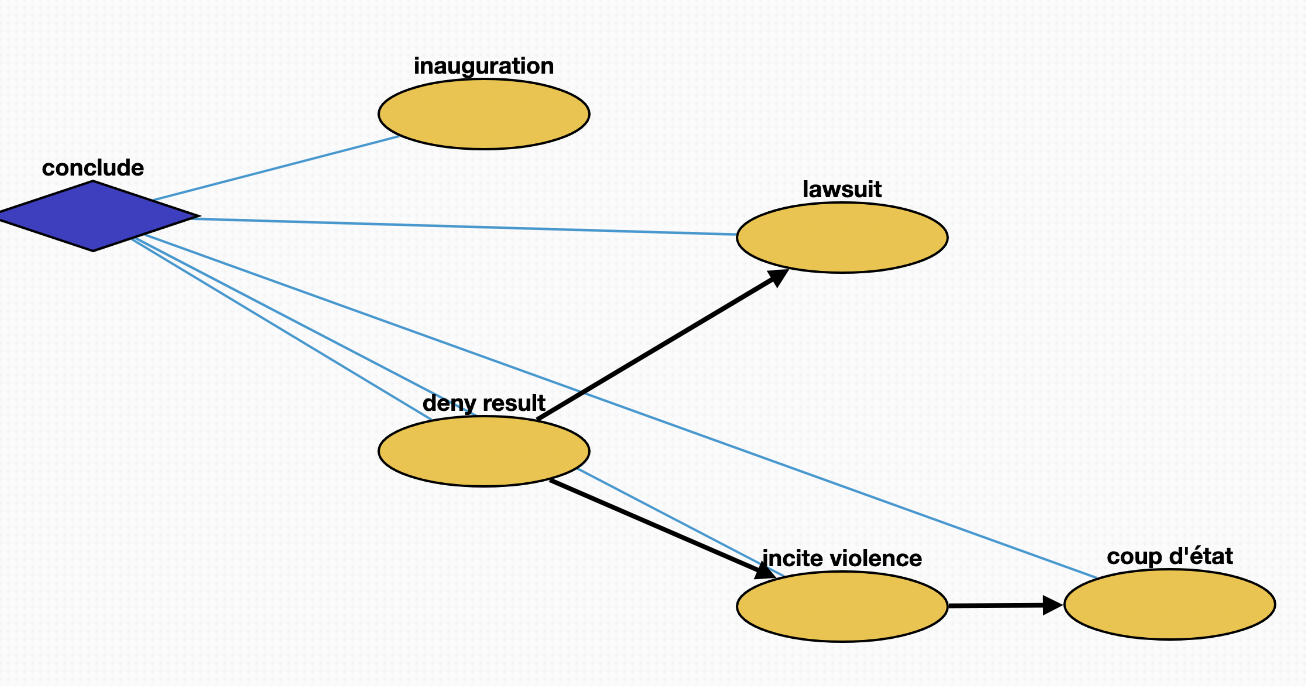 inauguration
conclude
lawsuit
deny result
incite violence
coup d'état